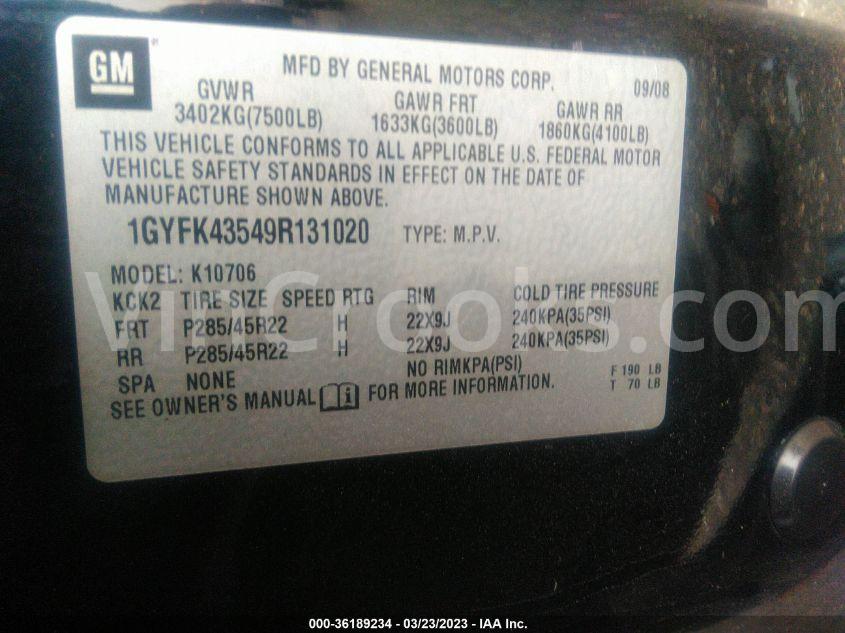 GM
MFD BY GENERAL MOTORS CORP.
09/08
GVWR GAWR FRT GAWR RR
3402KG(7500LB) 1633KG(3600LB) 1860KG(4100LB)
THIS VEHICLE CONFORMS TO ALL APPLICABLE U.S. FEDERAL MOTOR
VEHICLE SAFETY STANDARDS IN EFFECT ON THE DATE OF
MANUFACTURE SHOWN ABOVE.
1GYFK43549R131020 TYPE: M.P.V.
MODEL: K10706
KCK2 TIRE SIZE SPEED RTG RIM COLD TIRE PRESSURE
FRT P285/45R22 H 22X9J 240KPA(35PSI)
RR P285/45R22 H 22X9J 240KPA(35PSI)
SPA NONE NO RIMKPA(PSI) F 190 LB
SEE OWNER'S MANUAL FOR MORE INFORMATION. T 70 LB
VinCrooks.com
000-36189234 - 03/23/2023 - IAA Inc.